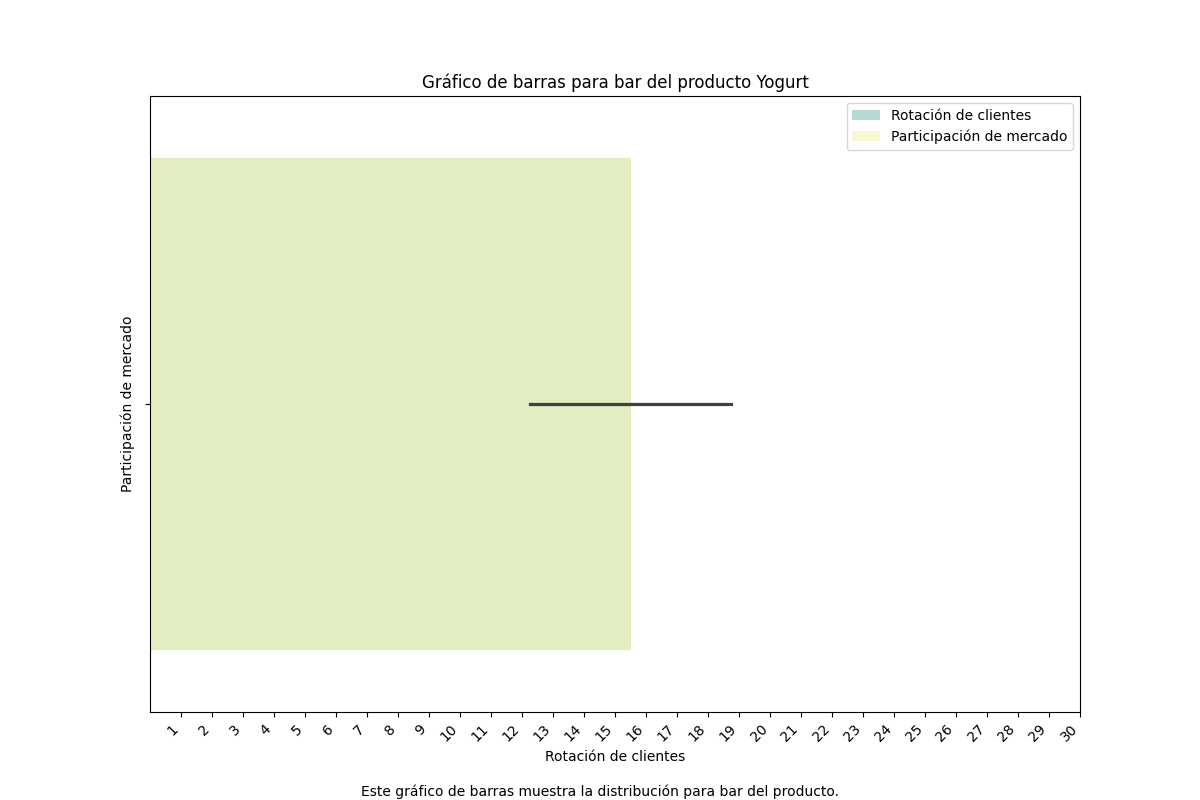 Gráfico de barras para bar del producto Yogurt
Rotación de clientes
Participación de mercado
Participación de mercado
1 2 3 4 5 6 7 8 9 10 11 12 13 14 15 16 17 18 19 20 21 22 23 24 25 26 27 28 29 30
Rotación de clientes
Este gráfico de barras muestra la distribución para bar del producto.